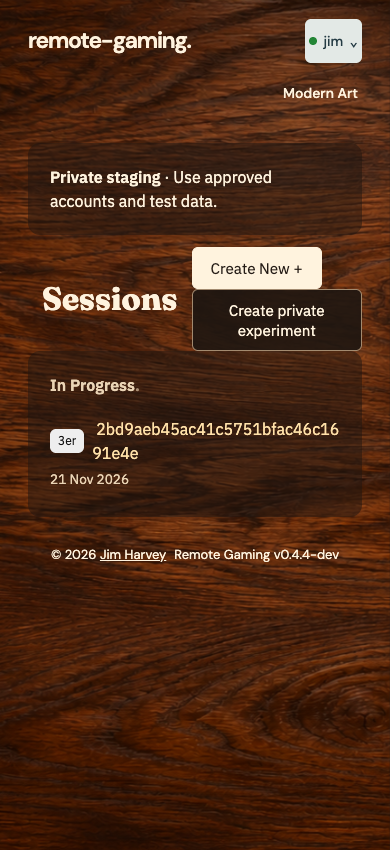 remote-gaming.
jim
Modern Art
Private staging · Use approved
accounts and test data.
Create New +
Sessions
Create private
experiment
In Progress.
3er
2bd9aeb45ac41c5751bfac46c16
91e4e
21 Nov 2026
© 2026 Jim Harvey Remote Gaming v0.4.4-dev